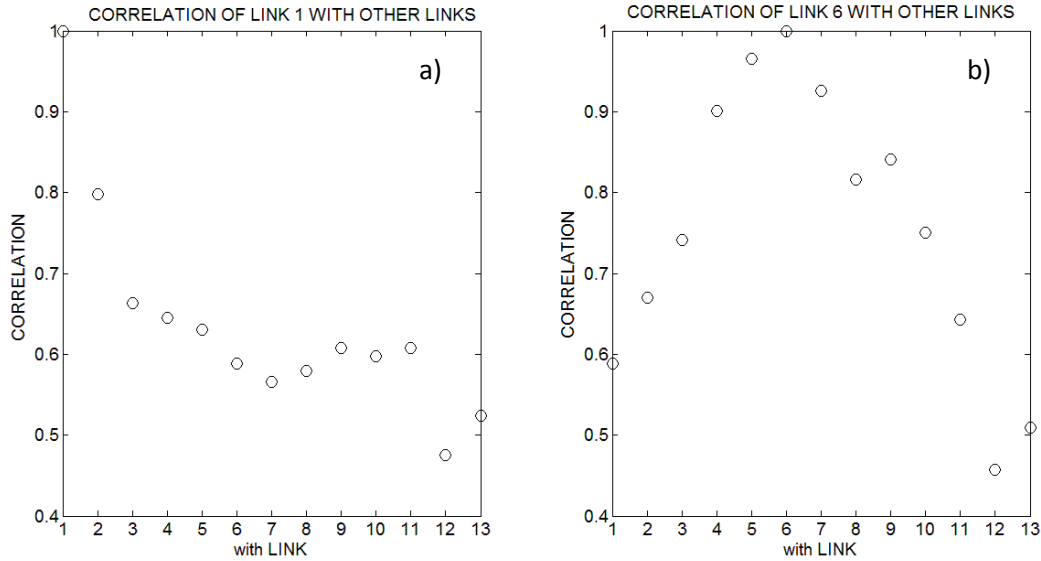 CORRELATION OF LINK 1 WITH OTHER LINKS
a)
CORRELATION
1
0.9
0.8
0.7
0.6
0.5
0.4
1 2 3 4 5 6 7 8 9 10 11 12 13
with LINK
CORRELATION OF LINK 6 WITH OTHER LINKS
b)
CORRELATION
1
0.9
0.8
0.7
0.6
0.5
0.4
1 2 3 4 5 6 7 8 9 10 11 12 13
with LINK